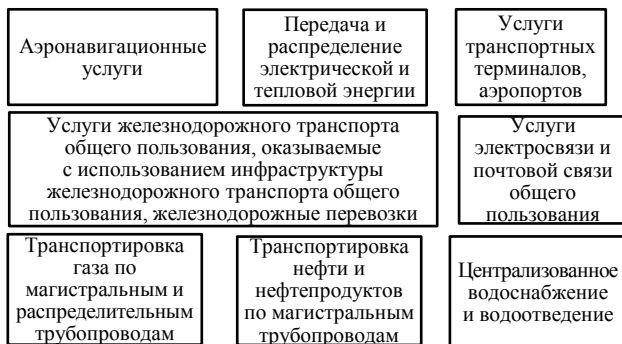 Аэронавигационные
услуги
Передача и
распределение
электрической и
тепловой энергии
Услуги
транспортных
терминалов,
аэропортов
Услуги железнодорожного транспорта
общего пользования, оказываемые
с использованием инфраструктуры
железнодорожного транспорта общего
пользования, железнодорожные перевозки
Услуги
электросвязи и
почтовой связи
общего
пользования
Транспортировка
газа по
магистральным и
распределительным
трубопроводам
Транспортировка
нефти и
нефтепродуктов
по магистральным
трубопроводам
Централизованное
водоснабжение
и водоотведение